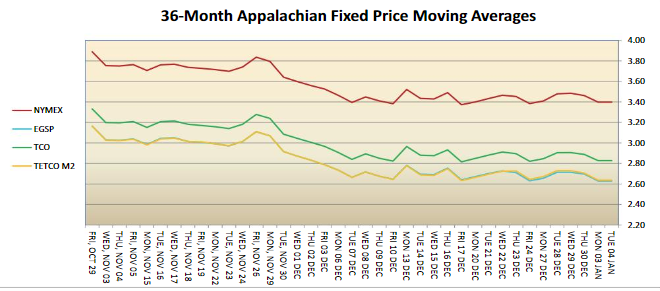 36-Month Appalachian Fixed Price Moving Averages
4.00
3.80
3.60
3.40
3.20
3.00
2.80
2.60
2.40
2.20
NYMEX
EGSP
TCO
TETCO M2
FRI, OCT 29
WED, NOV 03
THU, NOV 04
FRI, NOV 05
MON, NOV 15
TUE, NOV 16
WED, NOV 17
THU, NOV 18
FRI, NOV 19
MON, NOV 22
TUE, NOV 23
WED, NOV 24
FRI, NOV 26
MON, NOV 29
TUE, NOV 30
WED 01 DEC
THU 02 DEC
FRI 03 DEC
MON 06 DEC
TUE 07 DEC
WED 08 DEC
THU 09 DEC
FRI 10 DEC
MON 13 DEC
TUE 14 DEC
WED 15 DEC
THU 16 DEC
FRI 17 DEC
MON 20 DEC
TUE 21 DEC
WED 22 DEC
THU 23 DEC
FRI 24 DEC
MON 27 DEC
TUE 28 DEC
WED 29 DEC
THU 30 DEC
MON 03 JAN
TUE 04 JAN